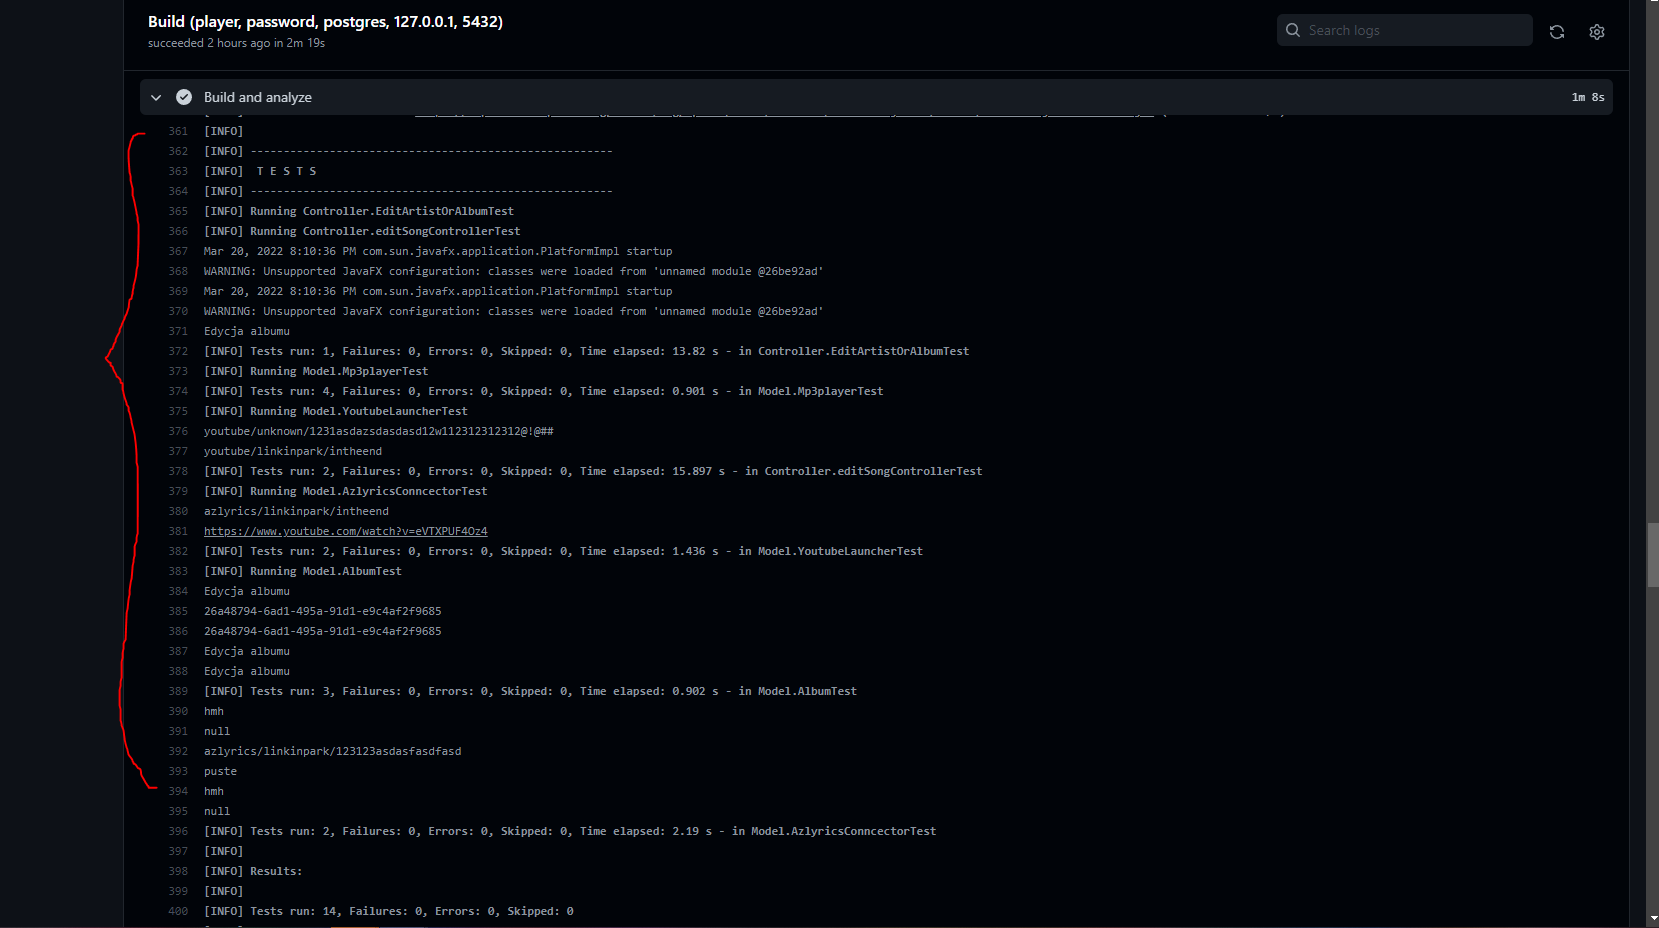 Build (player, password, postgres, 127.0.0.1, 5432)
succeeded 2 hours ago in 2m 19s
Search logs
Build and analyze
1m 8s
361 [INFO]
362 [INFO] -------------------------------------------------------
363 [INFO]  T E S T S
364 [INFO] -------------------------------------------------------
365 [INFO] Running Controller.EditArtistOrAlbumTest
366 [INFO] Running Controller.editSongControllerTest
367 Mar 20, 2022 8:10:36 PM com.sun.javafx.application.PlatformImpl startup
368 WARNING: Unsupported JavaFX configuration: classes were loaded from 'unnamed module @26be92ad'
369 Mar 20, 2022 8:10:36 PM com.sun.javafx.application.PlatformImpl startup
370 WARNING: Unsupported JavaFX configuration: classes were loaded from 'unnamed module @26be92ad'
371 Edycja albumu
372 [INFO] Tests run: 1, Failures: 0, Errors: 0, Skipped: 0, Time elapsed: 13.82 s - in Controller.EditArtistOrAlbumTest
373 [INFO] Running Model.Mp3playerTest
374 [INFO] Tests run: 4, Failures: 0, Errors: 0, Skipped: 0, Time elapsed: 0.901 s - in Model.Mp3playerTest
375 [INFO] Running Model.YoutubeLauncherTest
376 youtube/unknown/1231asdazsdasdasd12w112312312312@!@##
377 youtube/linkinpark/intheend
378 [INFO] Tests run: 2, Failures: 0, Errors: 0, Skipped: 0, Time elapsed: 15.897 s - in Controller.editSongControllerTest
379 [INFO] Running Model.AzlyricsConncectorTest
380 azlyrics/linkinpark/intheend
381 https://www.youtube.com/watch?v=eVTXPUF4Oz4
382 [INFO] Tests run: 2, Failures: 0, Errors: 0, Skipped: 0, Time elapsed: 1.436 s - in Model.YoutubeLauncherTest
383 [INFO] Running Model.AlbumTest
384 Edycja albumu
385 26a48794-6ad1-495a-91d1-e9c4af2f9685
386 26a48794-6ad1-495a-91d1-e9c4af2f9685
387 Edycja albumu
388 Edycja albumu
389 [INFO] Tests run: 3, Failures: 0, Errors: 0, Skipped: 0, Time elapsed: 0.902 s - in Model.AlbumTest
390 hmh
391 null
392 azlyrics/linkinpark/123123asdasfasdfasd
393 puste
394 hmh
395 null
396 [INFO] Tests run: 2, Failures: 0, Errors: 0, Skipped: 0, Time elapsed: 2.19 s - in Model.AzlyricsConncectorTest
397 [INFO]
398 [INFO] Results:
399 [INFO]
400 [INFO] Tests run: 14, Failures: 0, Errors: 0, Skipped: 0